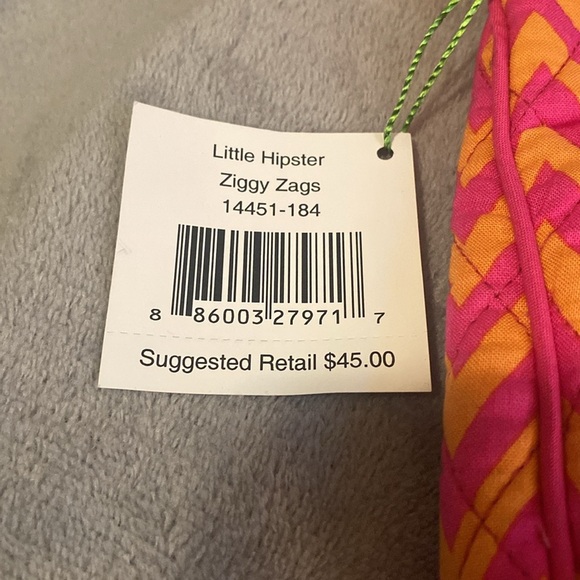 Little Hipster
Ziggy Zags
14451-184
8 86003 27971 7
Suggested Retail $45.00